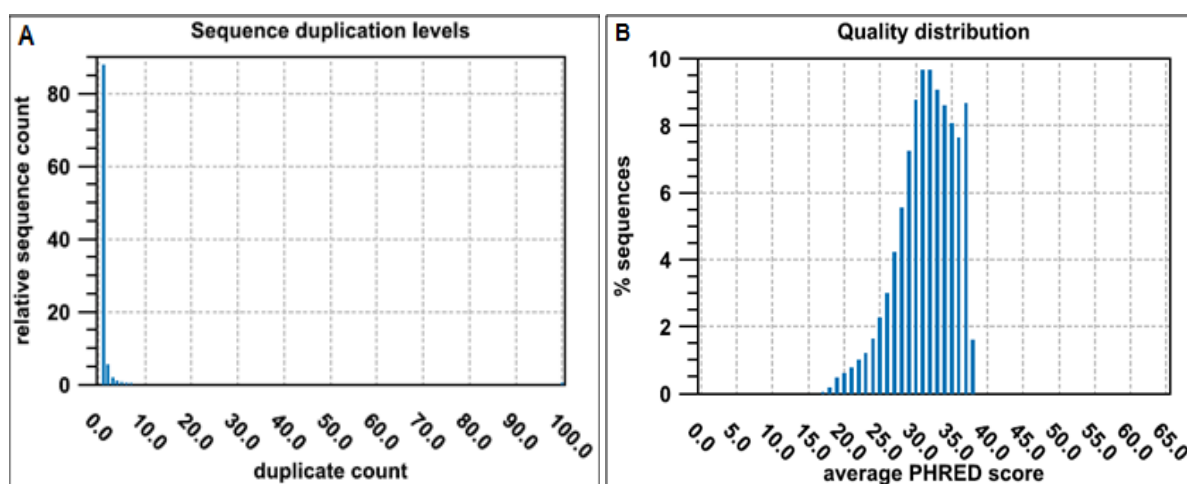 A
Sequence duplication levels
relative sequence count
80
60
40
20
0
0.0 10.0 20.0 30.0 40.0 50.0 60.0 70.0 80.0 90.0 100.0
duplicate count
B
Quality distribution
% sequences
10
8
6
4
2
0
0.0 5.0 10.0 15.0 20.0 25.0 30.0 35.0 40.0 45.0 50.0 55.0 60.0 65.0
average PHRED score